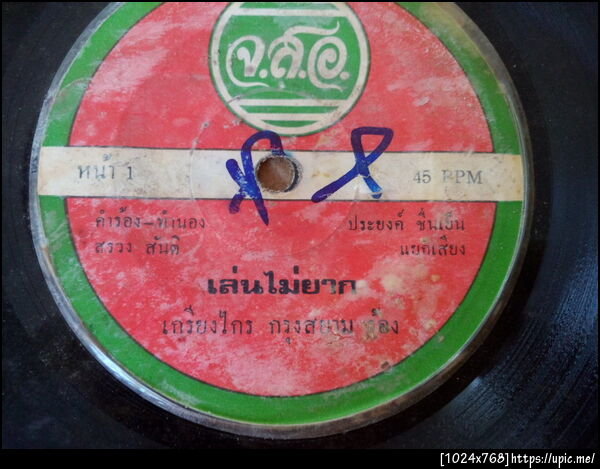 จ.ส.อ.
หน้า 1
45 RPM
คำร้อง-ทำนอง
สรวง สันติ
ประยงค์ ชื่นเย็น
แยกเสียง
เล่นไม่ยาก
เกรียงไกร กรุงสยาม ร้อง
[1024x768]https://upic.me/